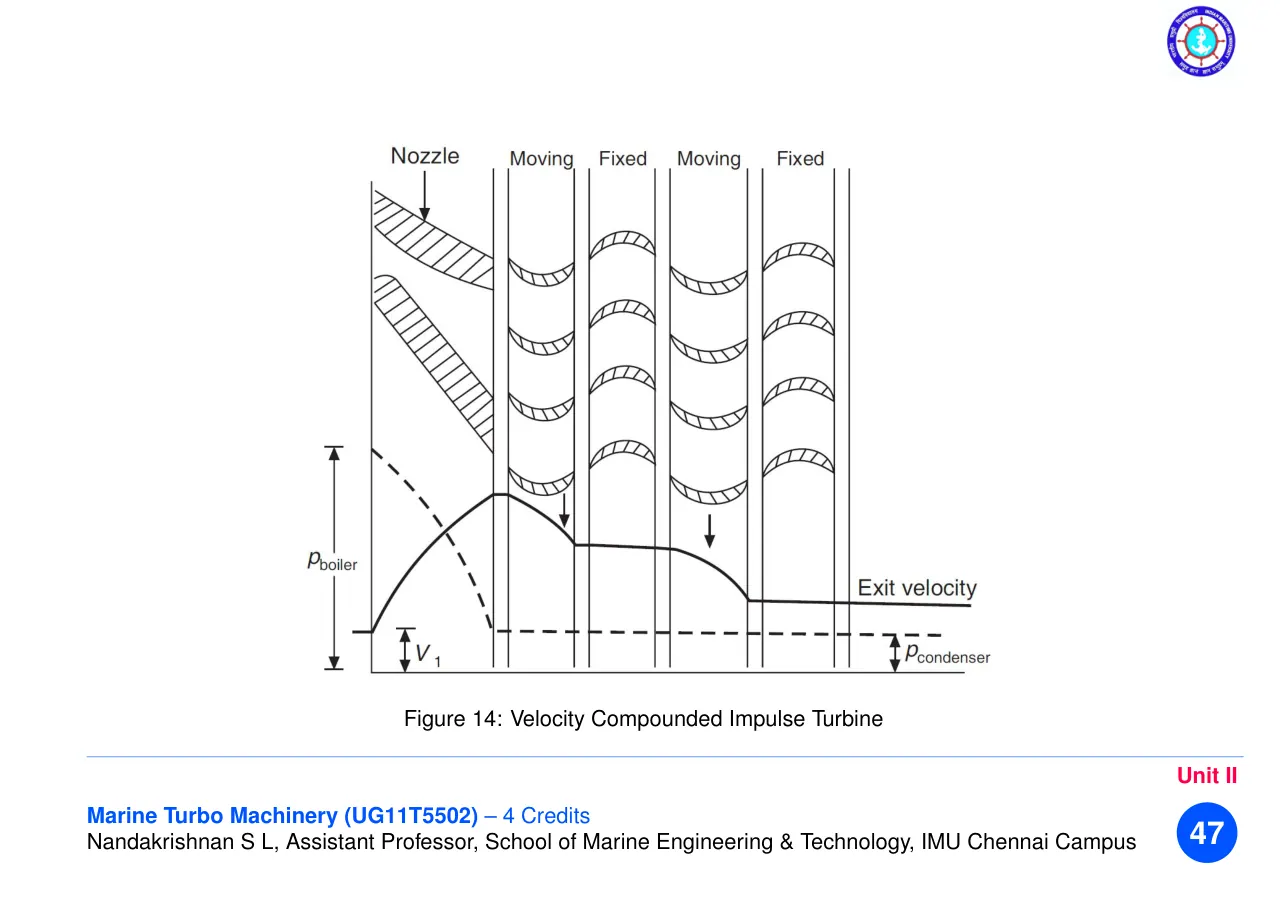 Nozzle
Moving Fixed Moving Fixed
p boiler
Exit velocity
V 1
p condenser
Figure 14: Velocity Compounded Impulse Turbine
Unit II
Marine Turbo Machinery (UG11T5502) – 4 Credits
Nandakrishnan S L, Assistant Professor, School of Marine Engineering & Technology, IMU Chennai Campus
47